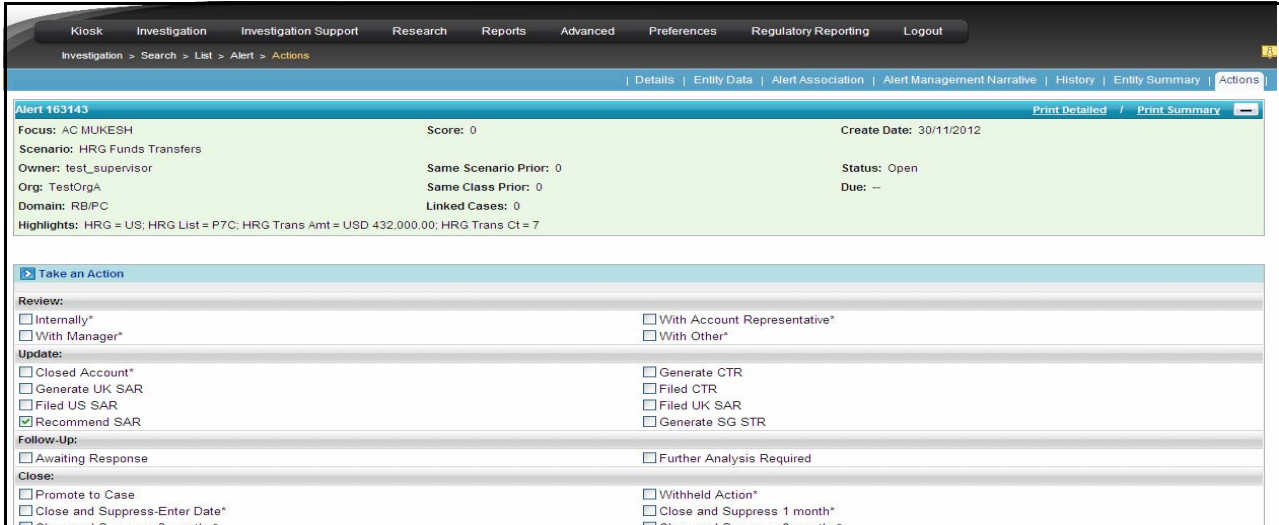 Kiosk Investigation Investigation Support Research Reports Advanced Preferences Regulatory Reporting Logout
Investigation > Search > List > Alert > Actions
| Details | Entity Data | Alert Association | Alert Management Narrative | History | Entity Summary | Actions |
Alert 163143 Print Detailed / Print Summary
Focus: AC MUKESH Score: 0 Create Date: 30/11/2012
Scenario: HRG Funds Transfers
Owner: test_supervisor Same Scenario Prior: 0 Status: Open
Org: TestOrgA Same Class Prior: 0 Due: --
Domain: RB/PC Linked Cases: 0
Highlights: HRG = US; HRG List = P7C; HRG Trans Amt = USD 432,000.00; HRG Trans Ct = 7
Take an Action
Review:
Internally* With Account Representative*
With Manager* With Other*
Update:
Closed Account* Generate CTR
Generate UK SAR Filed CTR
Filed US SAR Filed UK SAR
Recommend SAR Generate SG STR
Follow-Up:
Awaiting Response Further Analysis Required
Close:
Promote to Case Withheld Action*
Close and Suppress-Enter Date* Close and Suppress 1 month*